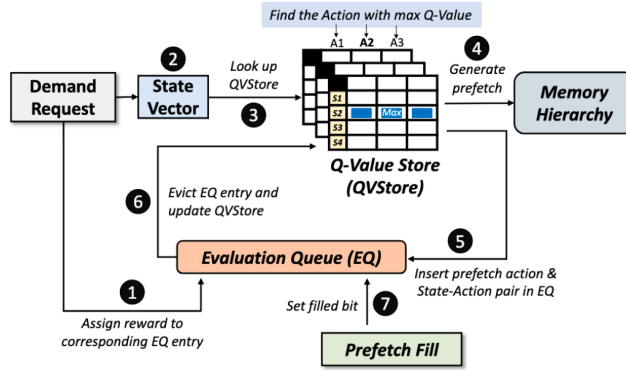 Find the Action with max Q-Value
A1 A2 A3
2
4
Demand
Request
State
Vector
Look up
QVStore
3
S1
S2 Max
S3
S4
Generate
prefetch
Memory
Hierarchy
Q-Value Store
(QVStore)
6
Evict EQ entry and
update QVStore
Evaluation Queue (EQ)
5
Insert prefetch action &
State-Action pair in EQ
1
Assign reward to
corresponding EQ entry
Set filled bit
7
Prefetch Fill